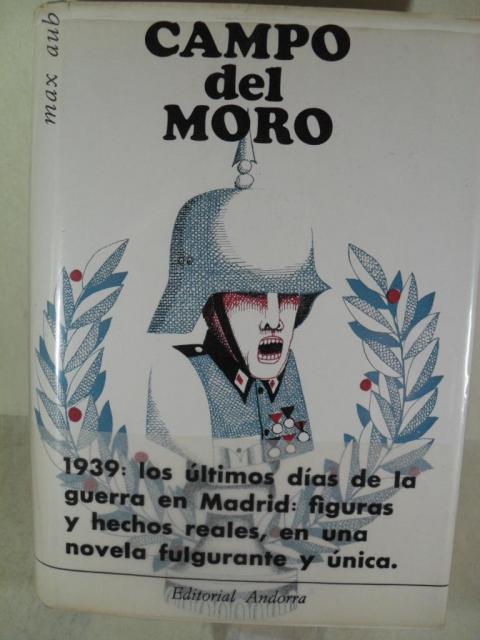 max aub
CAMPO
del
MORO
1939: los últimos días de la
guerra en Madrid: figuras
y hechos reales, en una
novela fulgurante y única.
Editorial Andorra